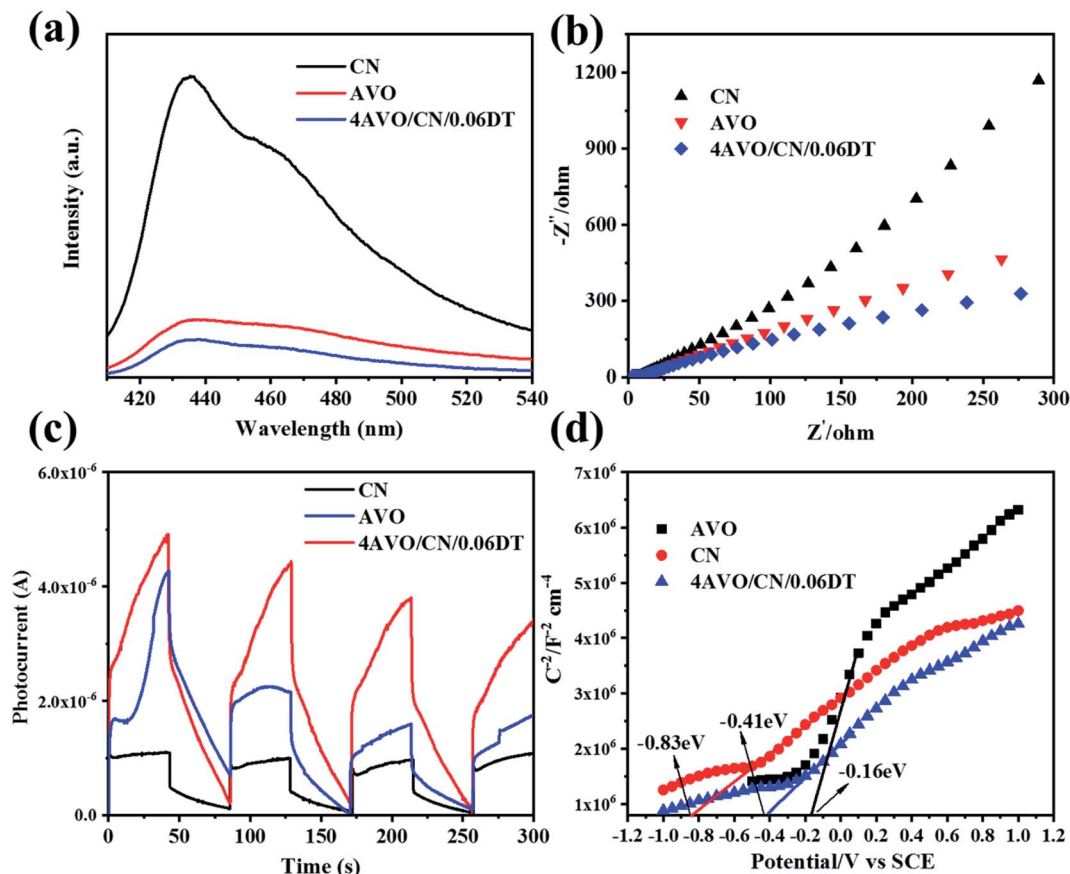 (a)
CN
AVO
4AVO/CN/0.06DT
Intensity (a.u.)
420 440 460 480 500 520 540
Wavelength (nm)
(b)
1200
900
600
300
0
CN
AVO
4AVO/CN/0.06DT
-Z''/ohm
0 50 100 150 200 250 300
Z'/ohm
(c)
6.0x10⁻⁶
4.0x10⁻⁶
2.0x10⁻⁶
0.0
CN
AVO
4AVO/CN/0.06DT
Photocurrent (A)
0 50 100 150 200 250 300
Time (s)
(d)
7x10⁶
6x10⁶
5x10⁶
4x10⁶
3x10⁶
2x10⁶
1x10⁶
AVO
CN
4AVO/CN/0.06DT
C⁻²/F⁻² cm⁻⁴
-0.83eV
-0.41eV
-0.16eV
-1.2 -1.0 -0.8 -0.6 -0.4 -0.2 0.0 0.2 0.4 0.6 0.8 1.0 1.2
Potential/V vs SCE